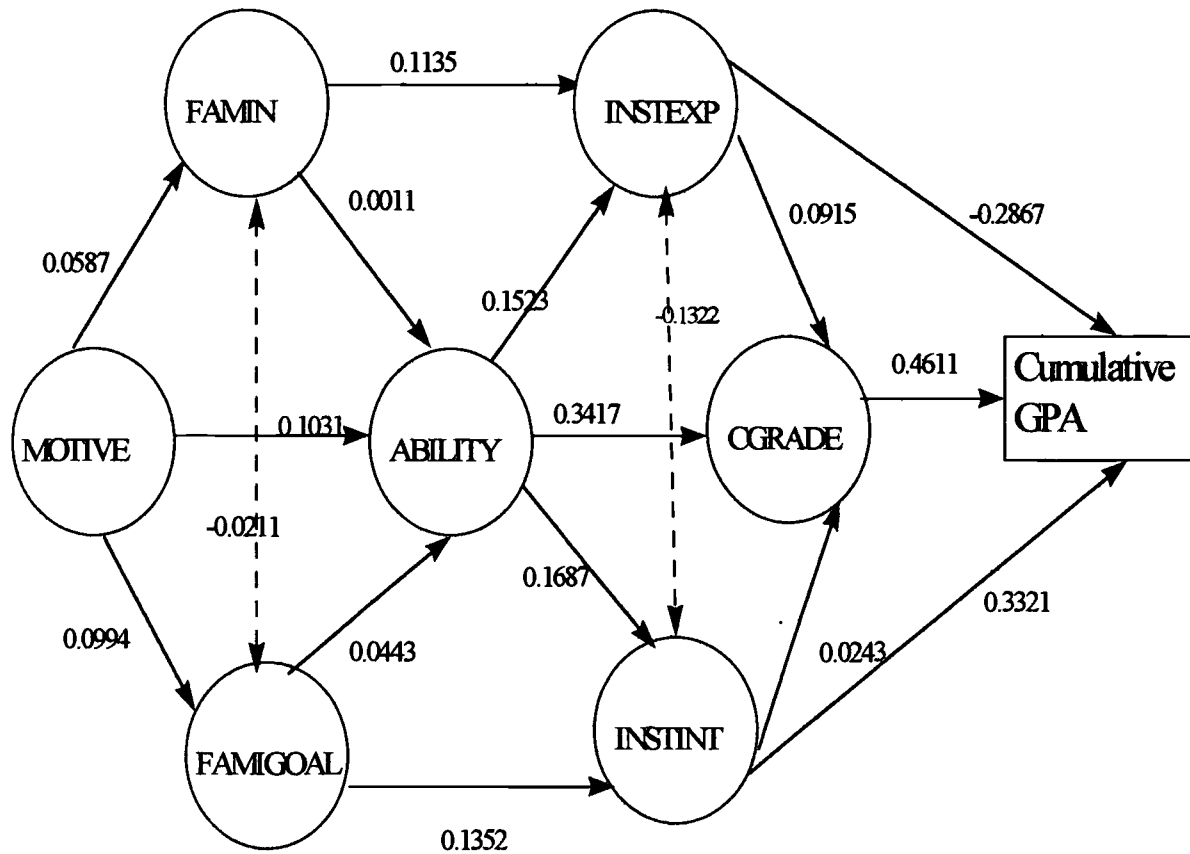 0.1135
FAMIN
INSTEXP
0.0011
0.0915
-0.2867
0.0587
0.1523
-0.1322
Cumulative
GPA
0.4611
0.1031
0.3417
MOTIVE
ABILITY
CGRADE
-0.0211
0.1687
0.0994
0.0443
0.0243
0.3321
INSTINT
FAMIGOAL
0.1352